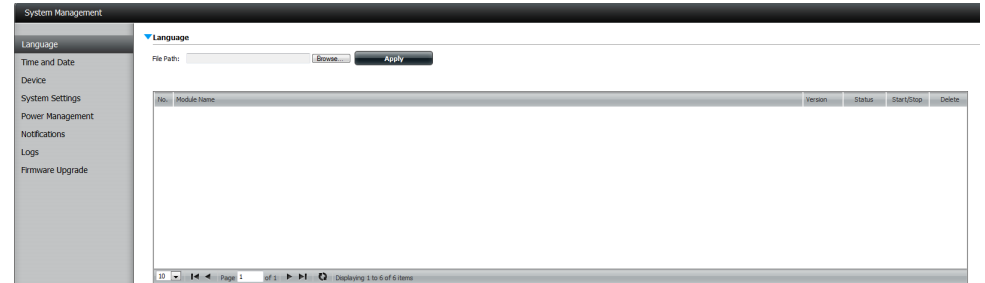 System Management
Language
Time and Date
Device
System Settings
Power Management
Notifications
Logs
Firmware Upgrade
Language
File Path: Browse... Apply
No. Module Name Version Status Start/Stop Delete
10 Page 1 of 1 Displaying 1 to 6 of 6 items